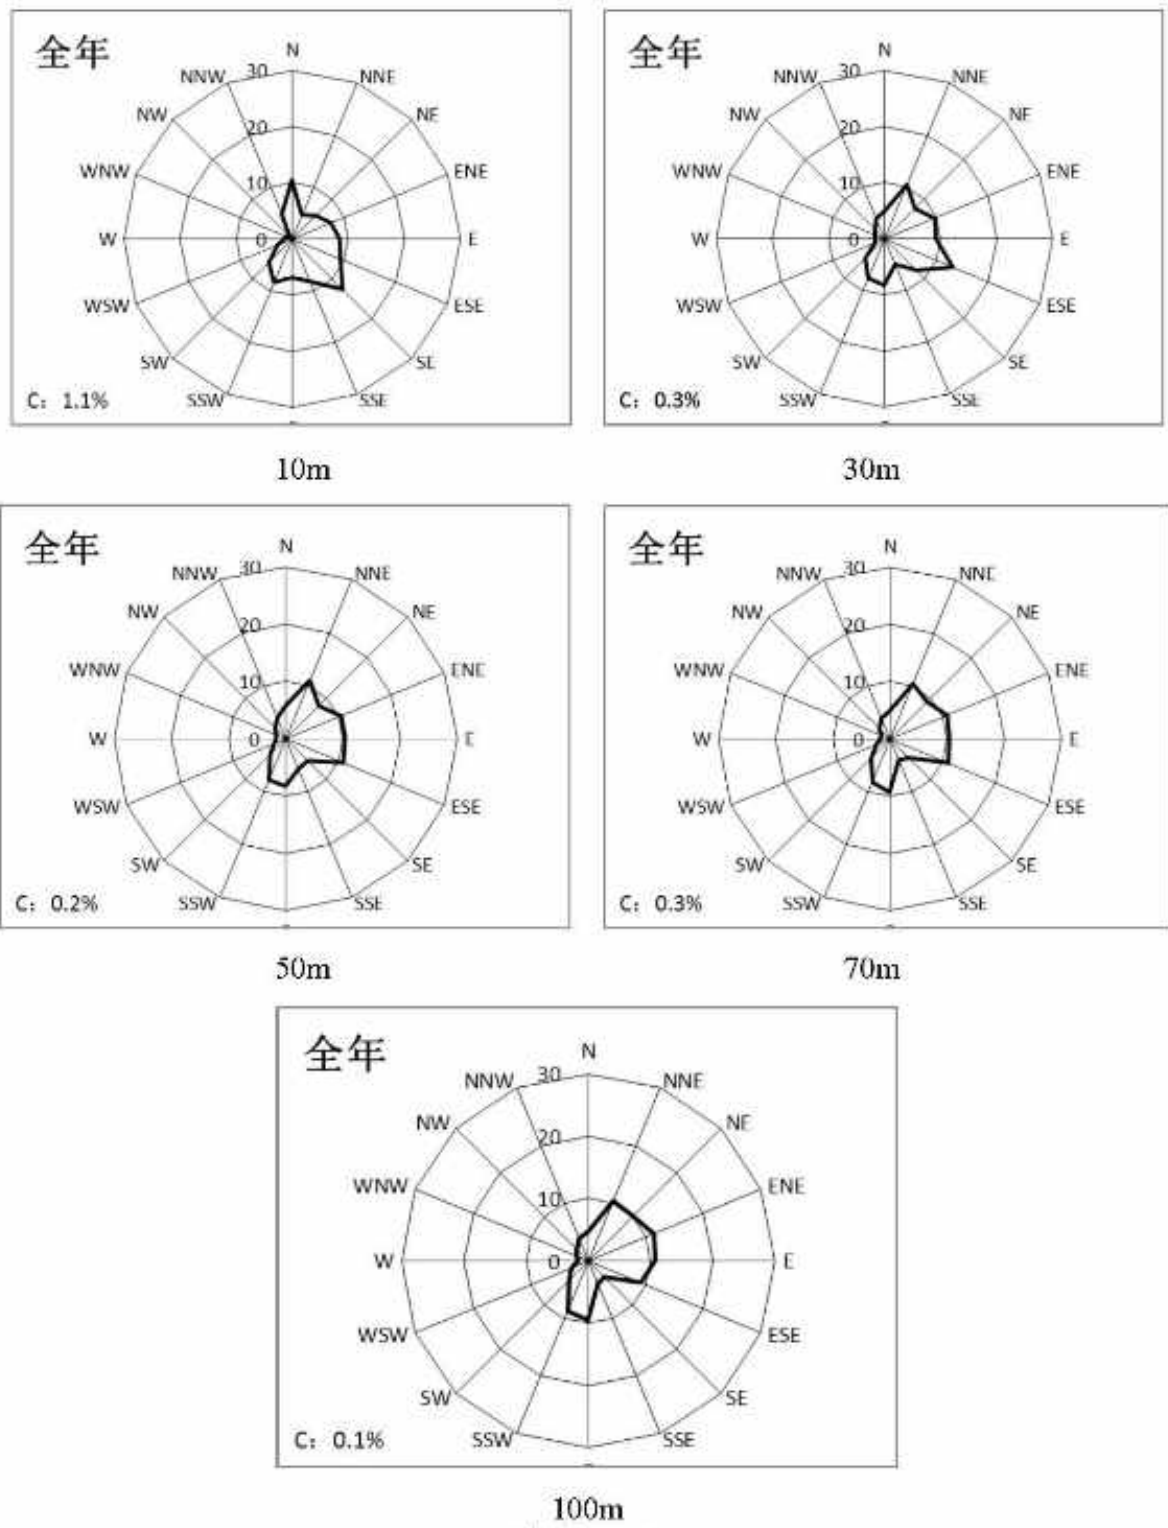 全年
N
NNW 30 NNE
NW NE
20
WNW ENE
10
W 0 E
WSW ESE
SW SE
C: 1.1% SSW SSE
10m
全年
N
NNW 30 NNE
NW NE
20
WNW ENE
10
W 0 E
WSW ESE
SW SE
C: 0.3% SSW SSE
30m
全年
N
NNW 30 NNE
NW NE
20
WNW ENE
10
W 0 E
WSW ESE
SW SE
C: 0.2% SSW SSE
50m
全年
N
NNW 30 NNE
NW NE
20
WNW ENE
10
W 0 E
WSW ESE
SW SE
C: 0.3% SSW SSE
70m
全年
N
NNW 30 NNE
NW NE
20
WNW ENE
10
W 0 E
WSW ESE
SW SE
C: 0.1% SSW SSE
100m